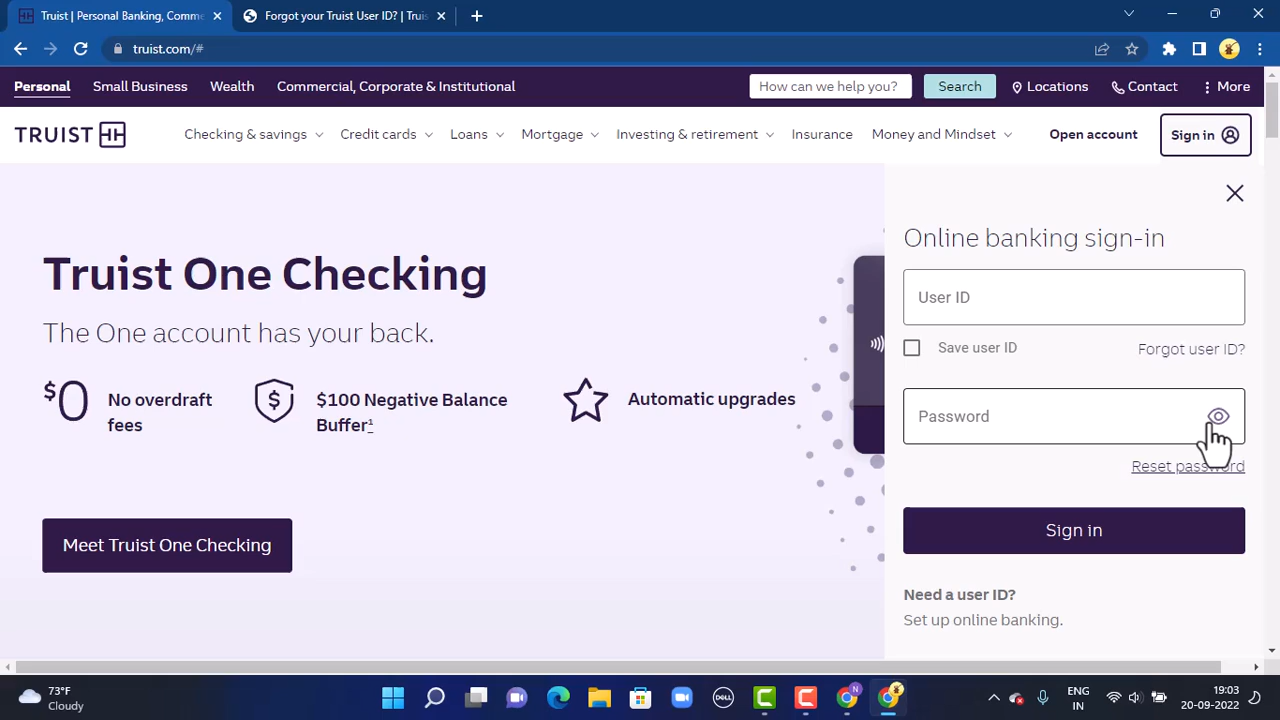 Truist | Personal Banking, Comme
Forgot your Truist User ID? | Truis
truist.com/#
Personal
Small Business
Wealth
Commercial, Corporate & Institutional
How can we help you?
Search
Locations
Contact
More
TRUIST
Checking & savings
Credit cards
Loans
Mortgage
Investing & retirement
Insurance
Money and Mindset
Open account
Sign in
Truist One Checking
The One account has your back.
$0
No overdraft
fees
$
$100 Negative Balance
Buffer¹
Automatic upgrades
Meet Truist One Checking
Online banking sign-in
User ID
Save user ID
Forgot user ID?
Password
Reset password
Sign in
Need a user ID?
Set up online banking.
73°F
Cloudy
DELL
N
ENG
IN
19:03
20-09-2022